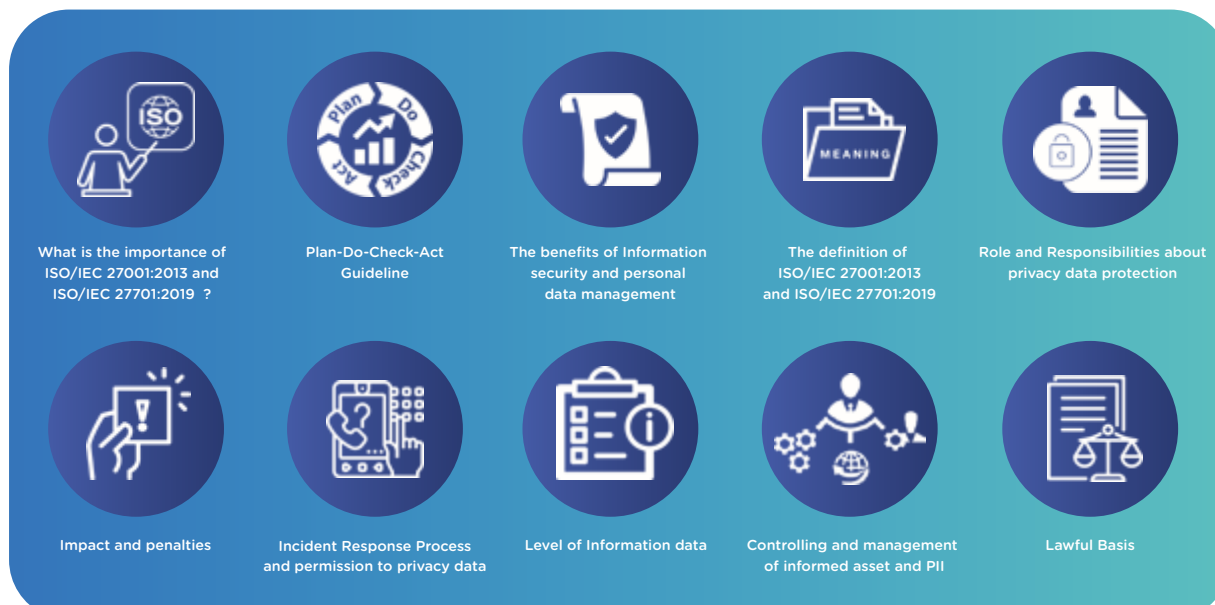 ISO
Plan
Do
Check
Act
MEANING
What is the importance of
ISO/IEC 27001:2013 and
ISO/IEC 27701:2019 ?
Plan-Do-Check-Act
Guideline
The benefits of Information
security and personal
data management
The definition of
ISO/IEC 27001:2013
and ISO/IEC 27701:2019
Role and Responsibilities about
privacy data protection
Impact and penalties
Incident Response Process
and permission to privacy data
Level of Information data
Controlling and management
of informed asset and PII
Lawful Basis